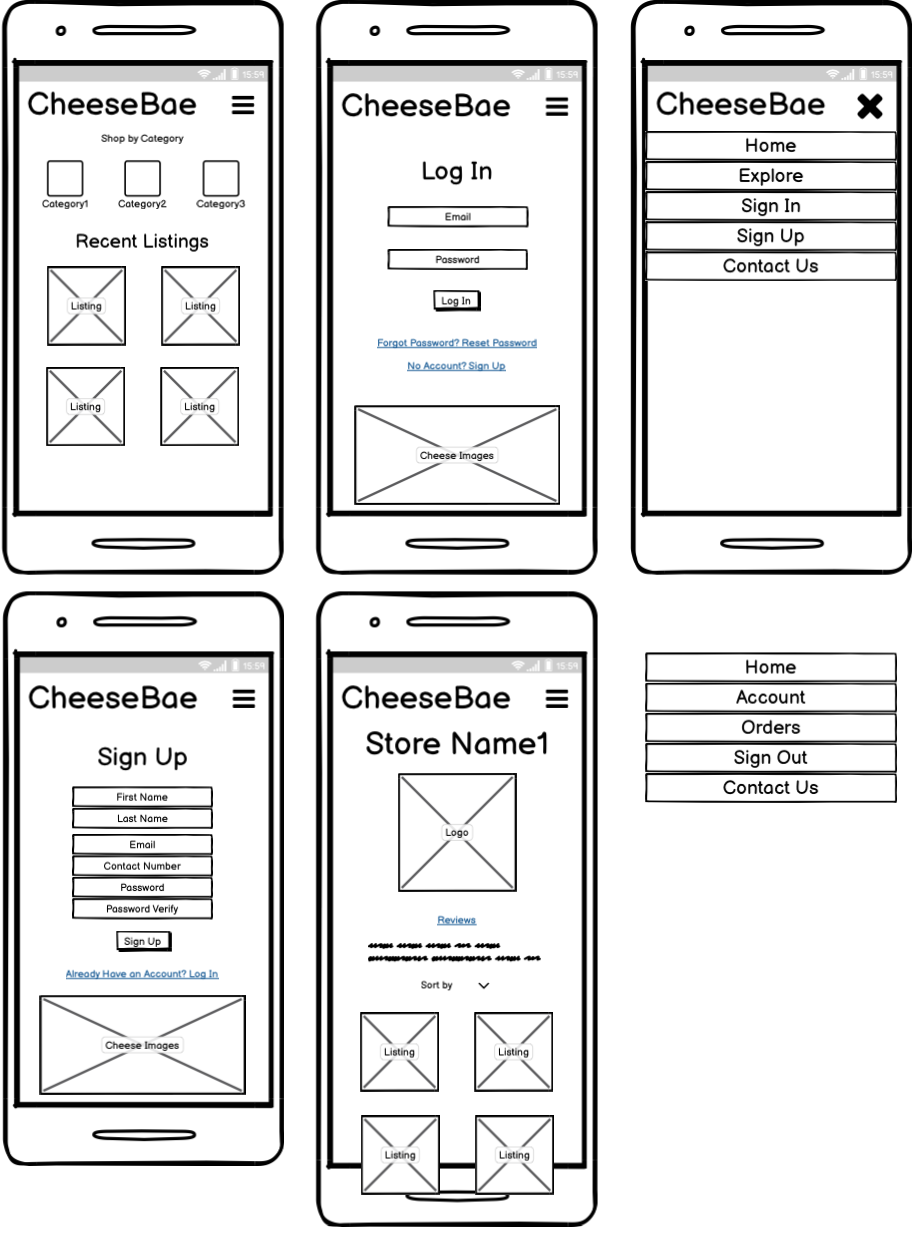 15:59
CheeseBae
Shop by Category
Category1 Category2 Category3
Recent Listings
Listing Listing
Listing Listing
15:59
CheeseBae
Log In
Email
Password
Log In
Forgot Password? Reset Password
No Account? Sign Up
Cheese Images
15:59
CheeseBae
Home
Explore
Sign In
Sign Up
Contact Us
15:59
CheeseBae
Sign Up
First Name
Last Name
Email
Contact Number
Password
Password Verify
Sign Up
Already Have an Account? Log In
Cheese Images
15:59
CheeseBae
Store Name1
Logo
Reviews
Sort by
Listing Listing
Listing Listing
Home
Account
Orders
Sign Out
Contact Us